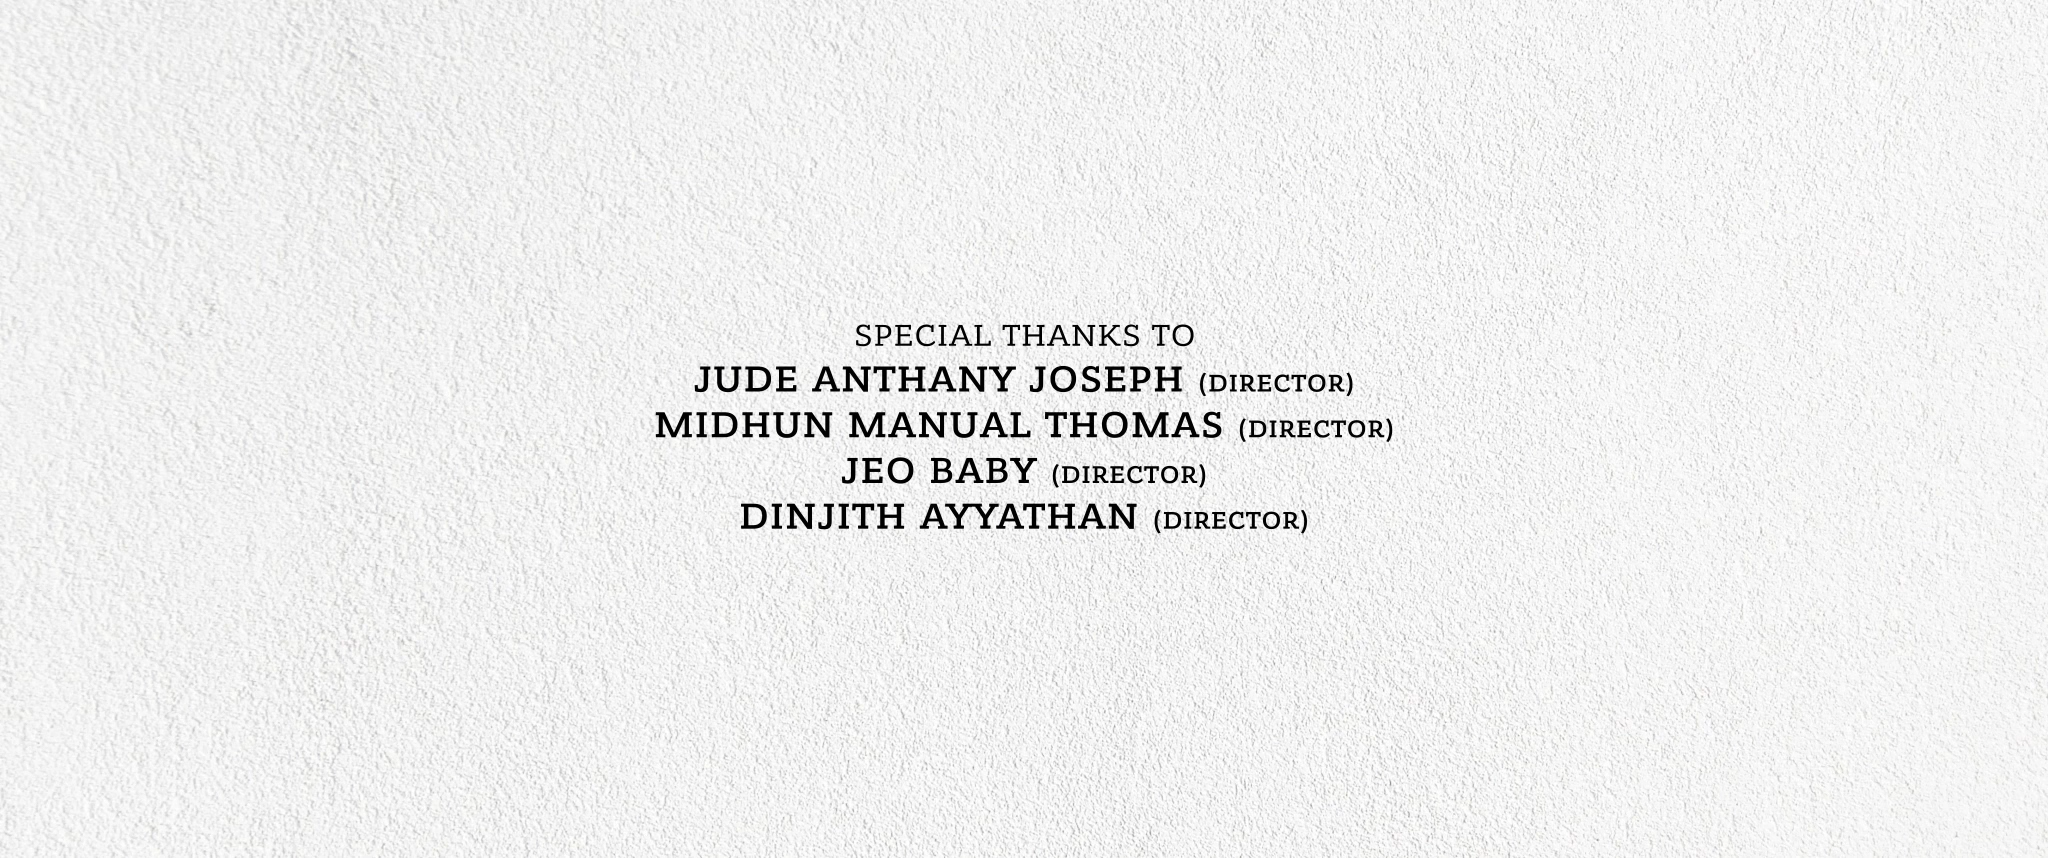 SPECIAL THANKS TO
JUDE ANTHANY JOSEPH (DIRECTOR)
MIDHUN MANUAL THOMAS (DIRECTOR)
JEO BABY (DIRECTOR)
DINJITH AYYATHAN (DIRECTOR)